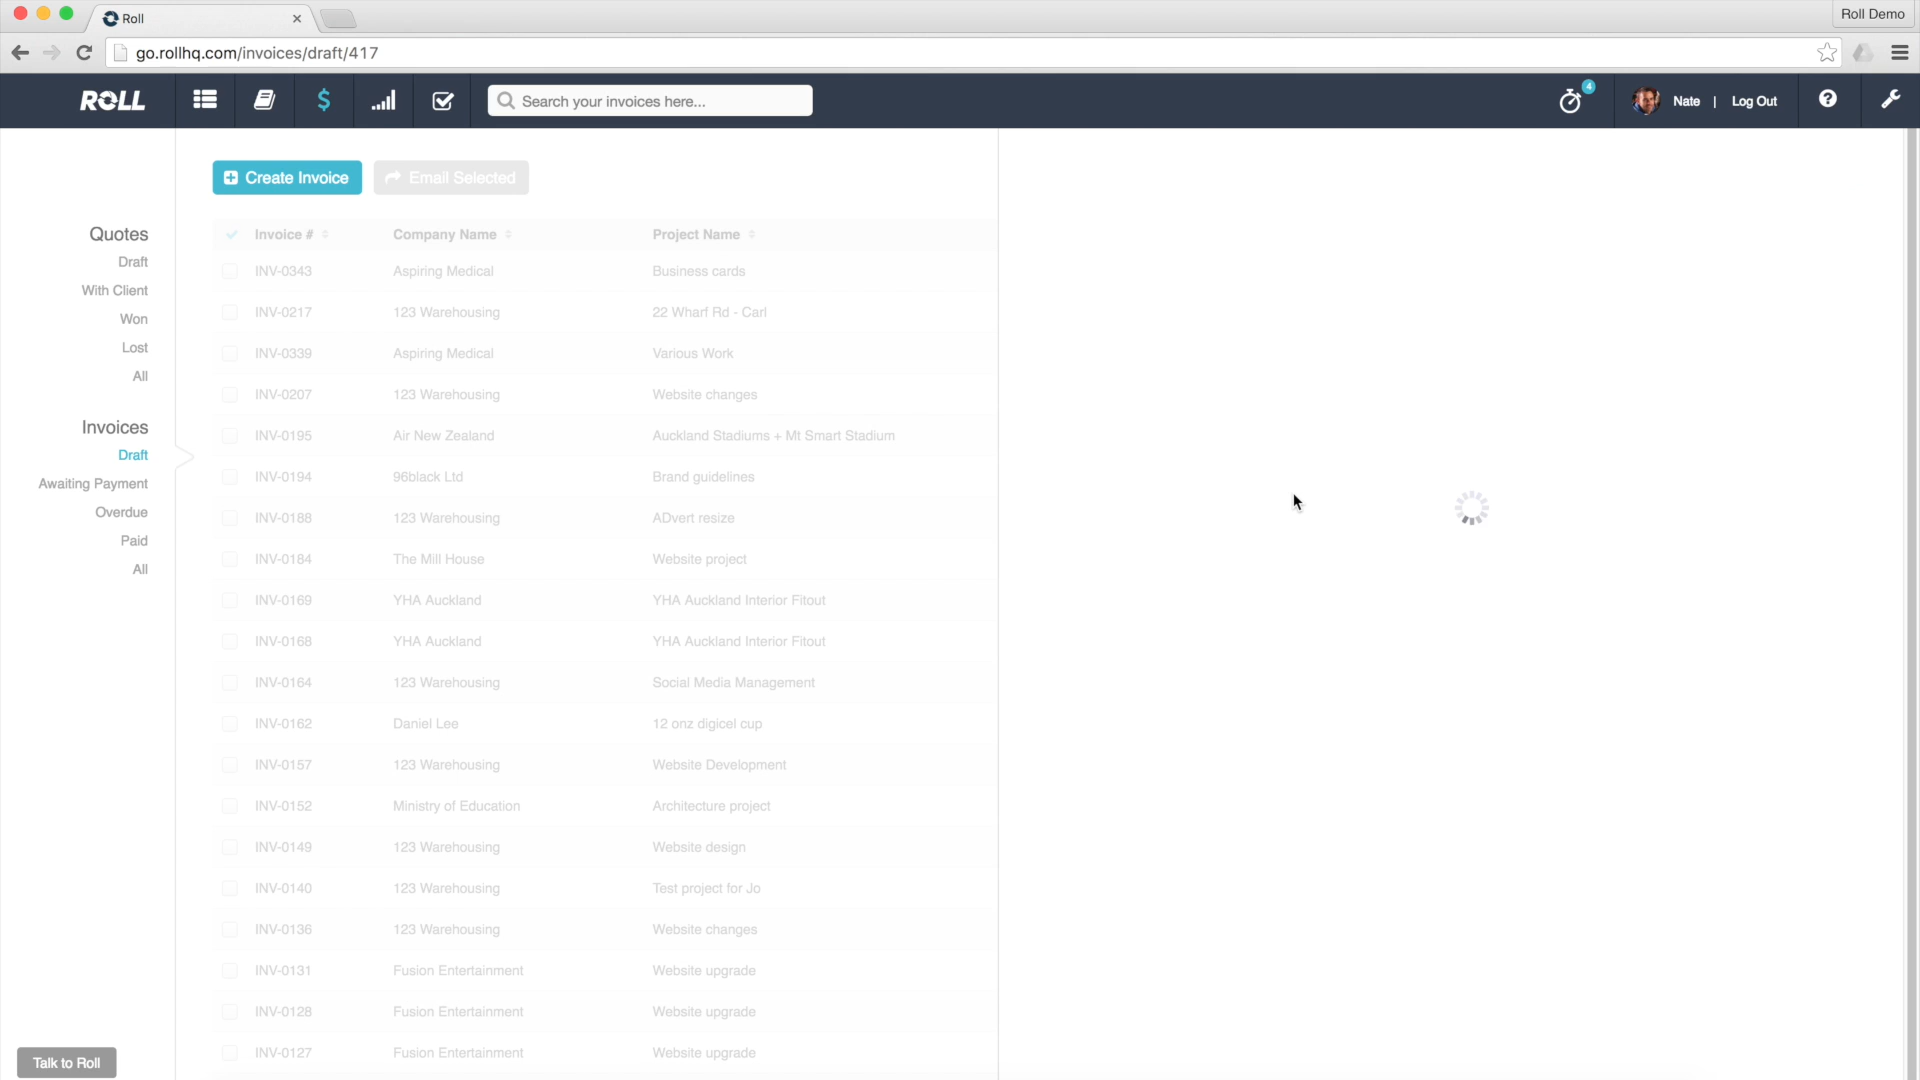 Roll
Roll Demo
go.rollhq.com/invoices/draft/417
ROLL
$
Search your invoices here...
4
Nate | Log Out
?
Create Invoice
Email Selected
Quotes
Draft
With Client
Won
Lost
All
Invoices
Draft
Awaiting Payment
Overdue
Paid
All
Invoice # Company Name Project Name
INV-0343 Aspiring Medical Business cards
INV-0217 123 Warehousing 22 Wharf Rd - Carl
INV-0339 Aspiring Medical Various Work
INV-0207 123 Warehousing Website changes
INV-0195 Air New Zealand Auckland Stadiums + Mt Smart Stadium
INV-0194 96black Ltd Brand guidelines
INV-0188 123 Warehousing ADvert resize
INV-0184 The Mill House Website project
INV-0169 YHA Auckland YHA Auckland Interior Fitout
INV-0168 YHA Auckland YHA Auckland Interior Fitout
INV-0164 123 Warehousing Social Media Management
INV-0162 Daniel Lee 12 onz digicel cup
INV-0157 123 Warehousing Website Development
INV-0152 Ministry of Education Architecture project
INV-0149 123 Warehousing Website design
INV-0140 123 Warehousing Test project for Jo
INV-0136 123 Warehousing Website changes
INV-0131 Fusion Entertainment Website upgrade
INV-0128 Fusion Entertainment Website upgrade
INV-0127 Fusion Entertainment Website upgrade
Talk to Roll